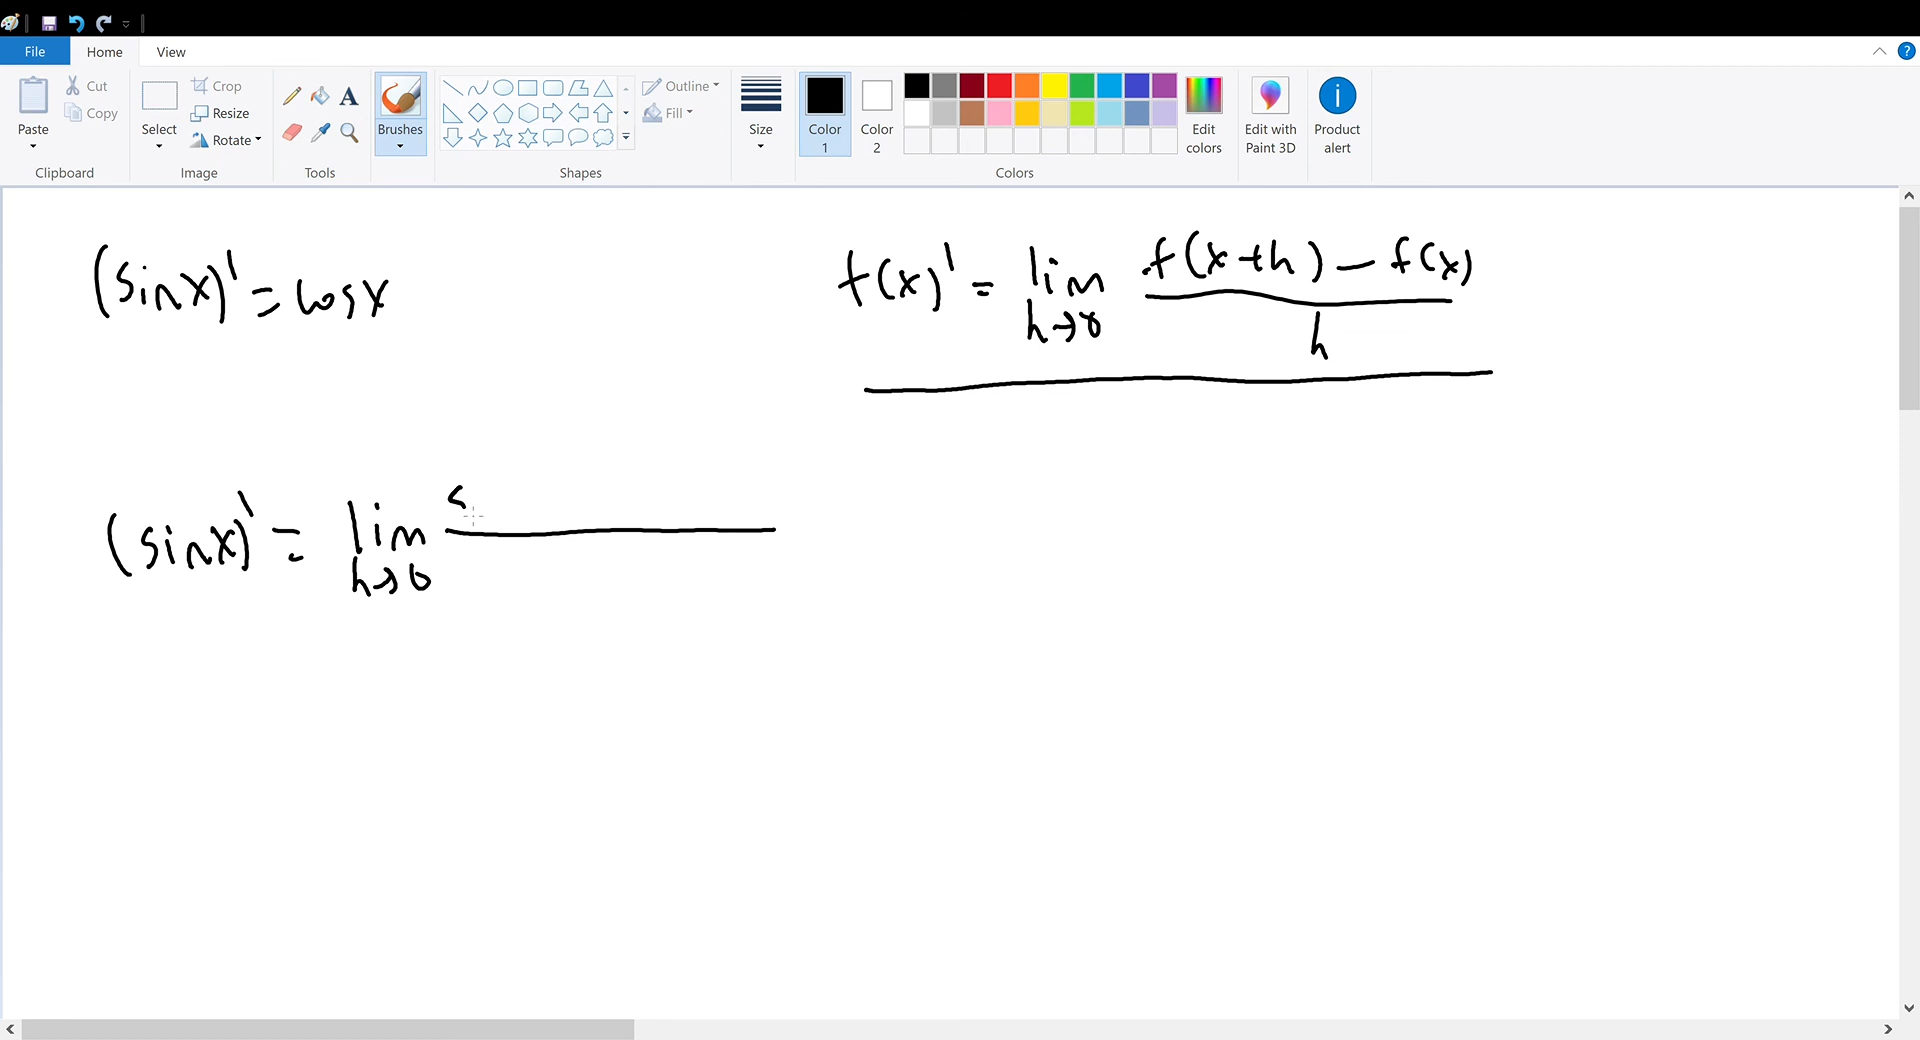 File Home View
Cut
Copy
Paste
Clipboard
Select
Crop
Resize
Rotate
Image
A
Tools
Brushes
Outline
Fill
Shapes
Size
Color 1
Color 2
Edit colors
Colors
Edit with Paint 3D
Product alert
(sinx)' = cosx
f(x)' = lim h→0 f(x+h) - f(x) / h
(sinx)' = lim h→0 s